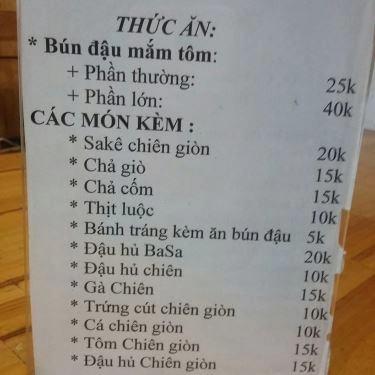 THỨC ĂN:
* Bún đậu mắm tôm:
+ Phần thường: 25k
+ Phần lớn: 40k
CÁC MÓN KÈM :
* Sakê chiên giòn 20k
* Chả giò 15k
* Chả cốm 15k
* Thịt luộc 10k
* Bánh tráng kèm ăn bún đậu 5k
* Đậu hủ BaSa 20k
* Đậu hủ chiên 10k
* Gà Chiên 15k
* Trứng cút chiên giòn 10k
* Cá chiên giòn 10k
* Tôm Chiên giòn 15k
* Đậu hủ Chiên giòn 15k